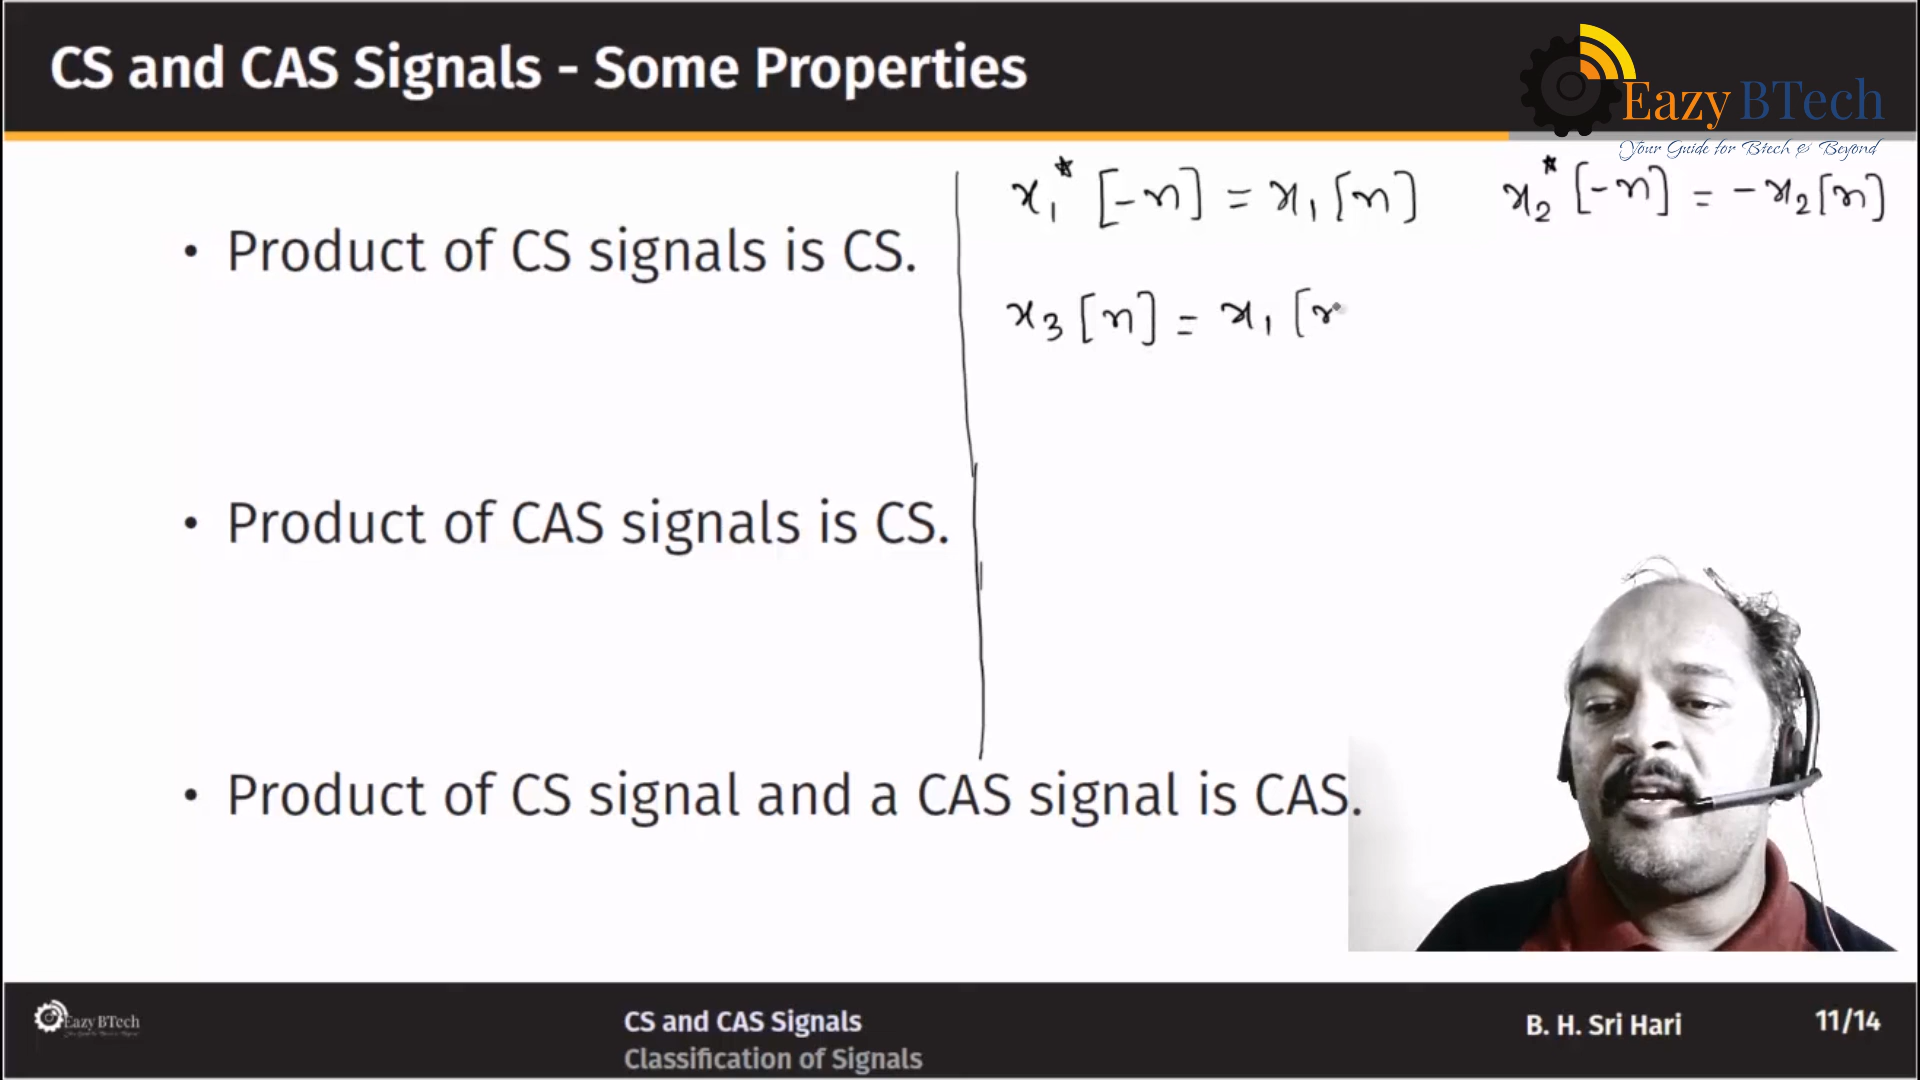 CS and CAS Signals - Some Properties
Eazy BTech
Your Guide for Btech & Beyond
x₁* [-n] = x₁[n]
x₂* [-n] = -x₂[n]
• Product of CS signals is CS.
x₃[n] = x₁ [n
• Product of CAS signals is CS.
• Product of CS signal and a CAS signal is CAS.
Eazy BTech
CS and CAS Signals
Classification of Signals
B. H. Sri Hari
11/14